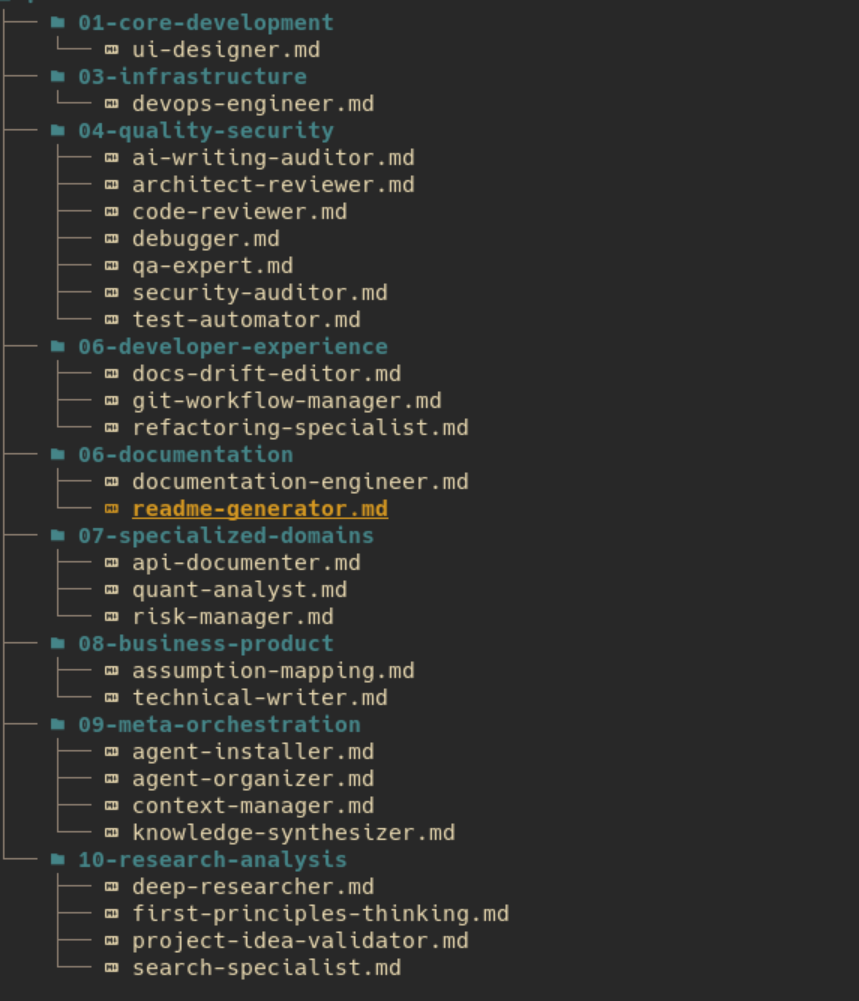 01-core-development
ui-designer.md
03-infrastructure
devops-engineer.md
04-quality-security
ai-writing-auditor.md
architect-reviewer.md
code-reviewer.md
debugger.md
qa-expert.md
security-auditor.md
test-automator.md
06-developer-experience
docs-drift-editor.md
git-workflow-manager.md
refactoring-specialist.md
06-documentation
documentation-engineer.md
readme-generator.md
07-specialized-domains
api-documenter.md
quant-analyst.md
risk-manager.md
08-business-product
assumption-mapping.md
technical-writer.md
09-meta-orchestration
agent-installer.md
agent-organizer.md
context-manager.md
knowledge-synthesizer.md
10-research-analysis
deep-researcher.md
first-principles-thinking.md
project-idea-validator.md
search-specialist.md